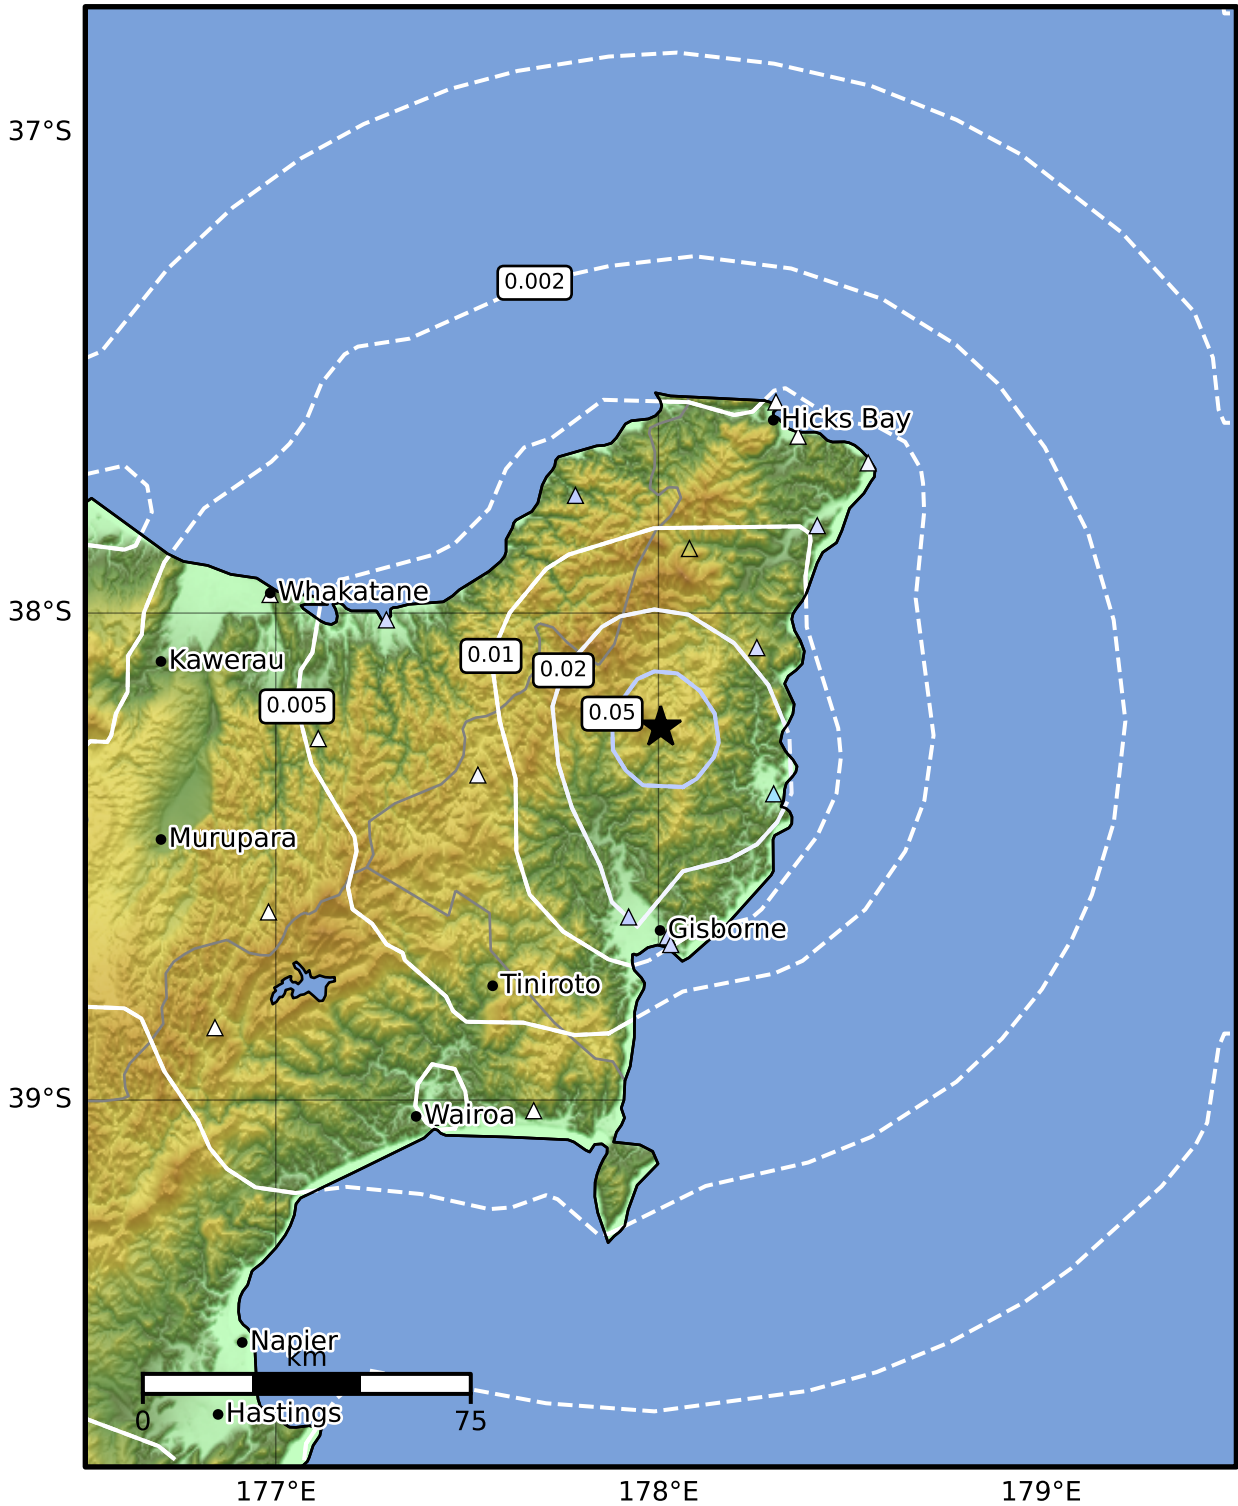 37°S
0.002
Hicks Bay
Whakatane
38°S
0.01
Kawerau
0.02
0.005
0.05
Murupara
Gisborne
Tiniroto
39°S
Wairoa
Napier
km
Hastings
0
75
177°E
178°E
179°E